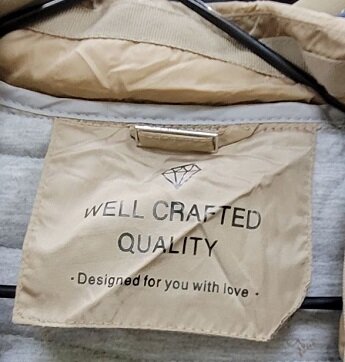 WELL CRAFTED
QUALITY
· Designed for you with love ·